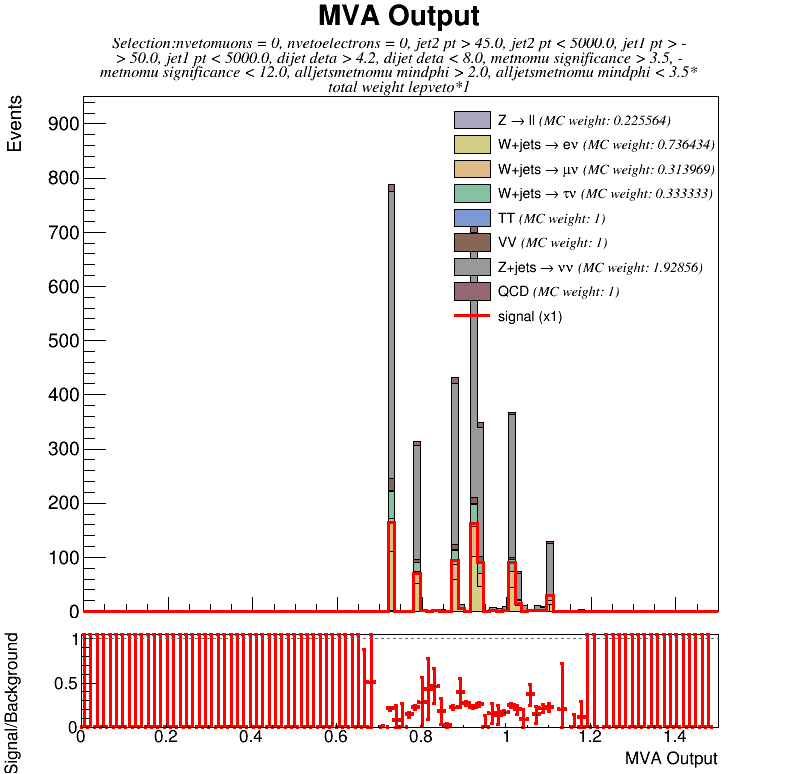 MVA Output
Selection:nvetomuons = 0, nvetoelectrons = 0, jet2 pt > 45.0, jet2 pt < 5000.0, jet1 pt > -
> 50.0, jet1 pt < 5000.0, dijet deta > 4.2, dijet deta < 8.0, metnomu significance > 3.5, -
metnomu significance < 12.0, alljetsmetnomu mindphi > 2.0, alljetsmetnomu mindphi < 3.5*
total weight lepveto*1
Events
900
800
700
600
500
400
300
200
100
0
Z → ll (MC weight: 0.225564)
W+jets → eν (MC weight: 0.736434)
W+jets → μν (MC weight: 0.313969)
W+jets → τν (MC weight: 0.333333)
TT (MC weight: 1)
VV (MC weight: 1)
Z+jets → νν (MC weight: 1.92856)
QCD (MC weight: 1)
signal (x1)
Signal/Background
1
0.5
0
0 0.2 0.4 0.6 0.8 1 1.2 1.4
MVA Output